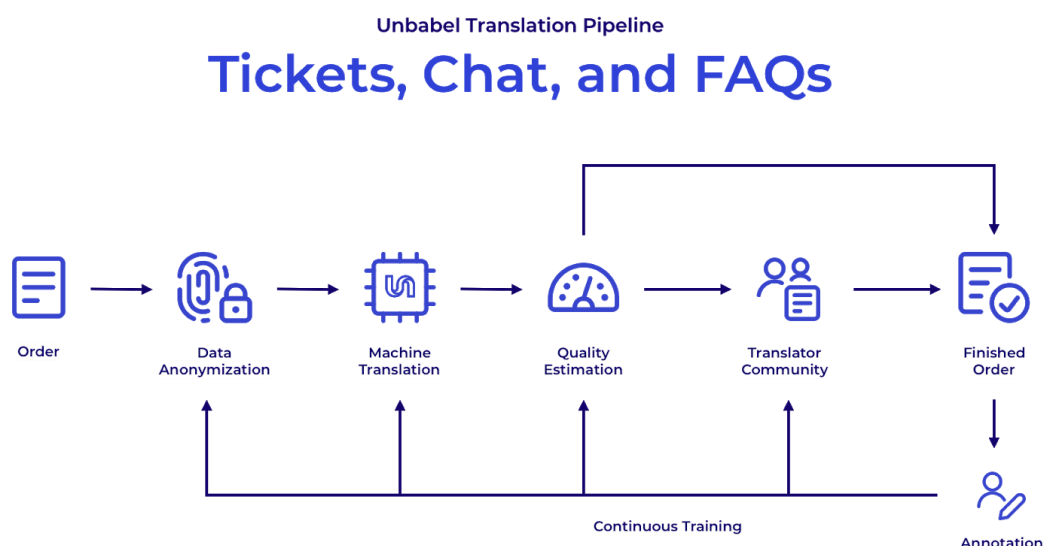 Unbabel Translation Pipeline
Tickets, Chat, and FAQs
Order
Data
Anonymization
Machine
Translation
Quality
Estimation
Translator
Community
Finished
Order
Continuous Training
Annotation